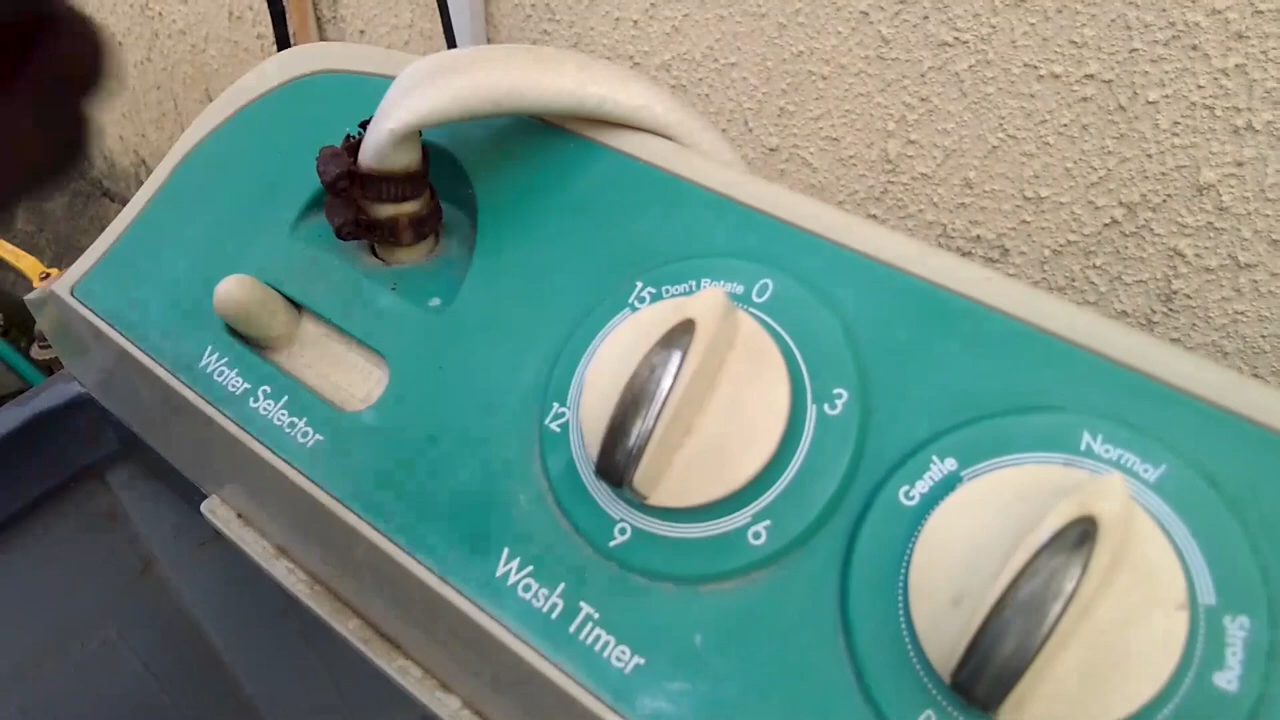 Water Selector
15
Don't Rotate
0
3
6
9
12
Wash Timer
Gentle
Normal
Strong